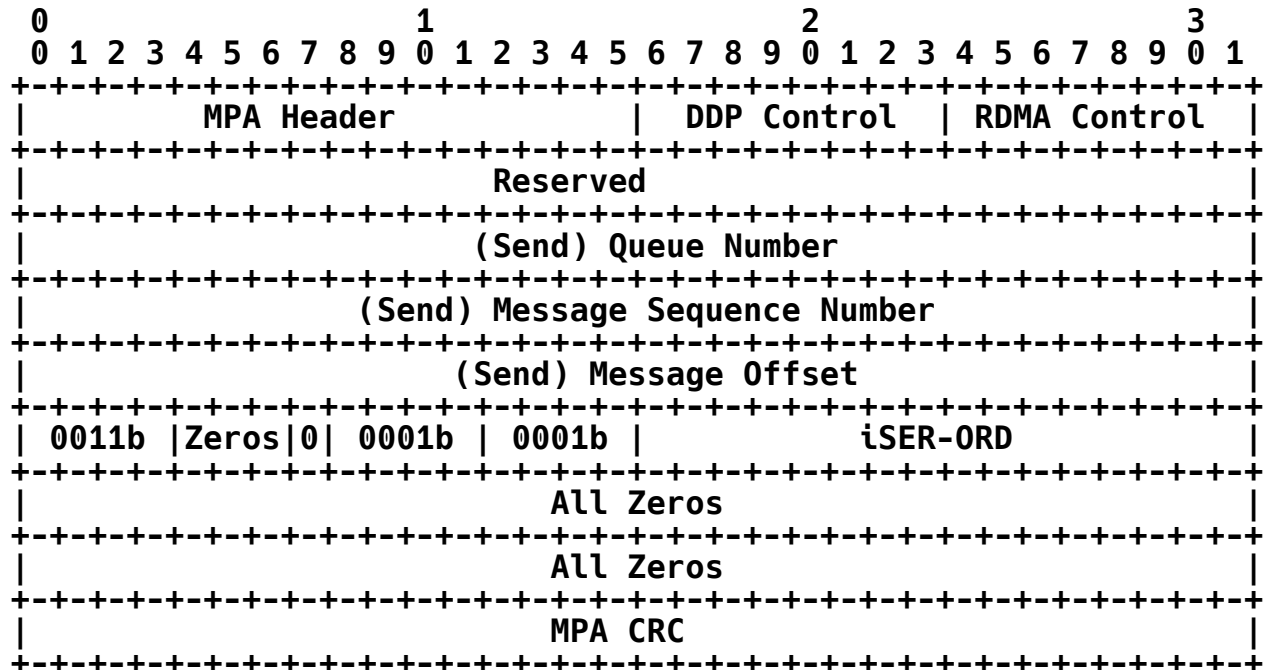 0                   1                   2                   3
 0 1 2 3 4 5 6 7 8 9 0 1 2 3 4 5 6 7 8 9 0 1 2 3 4 5 6 7 8 9 0 1
+-+-+-+-+-+-+-+-+-+-+-+-+-+-+-+-+-+-+-+-+-+-+-+-+-+-+-+-+-+-+-+-+
|         MPA Header            |  DDP Control  | RDMA Control  |
+-+-+-+-+-+-+-+-+-+-+-+-+-+-+-+-+-+-+-+-+-+-+-+-+-+-+-+-+-+-+-+-+
|                        Reserved                               |
+-+-+-+-+-+-+-+-+-+-+-+-+-+-+-+-+-+-+-+-+-+-+-+-+-+-+-+-+-+-+-+-+
|                       (Send) Queue Number                     |
+-+-+-+-+-+-+-+-+-+-+-+-+-+-+-+-+-+-+-+-+-+-+-+-+-+-+-+-+-+-+-+-+
|                 (Send) Message Sequence Number                |
+-+-+-+-+-+-+-+-+-+-+-+-+-+-+-+-+-+-+-+-+-+-+-+-+-+-+-+-+-+-+-+-+
|                      (Send) Message Offset                    |
+-+-+-+-+-+-+-+-+-+-+-+-+-+-+-+-+-+-+-+-+-+-+-+-+-+-+-+-+-+-+-+-+
| 0011b |Zeros|0| 0001b | 0001b |           iSER-ORD            |
+-+-+-+-+-+-+-+-+-+-+-+-+-+-+-+-+-+-+-+-+-+-+-+-+-+-+-+-+-+-+-+-+
|                           All Zeros                           |
+-+-+-+-+-+-+-+-+-+-+-+-+-+-+-+-+-+-+-+-+-+-+-+-+-+-+-+-+-+-+-+-+
|                           All Zeros                           |
+-+-+-+-+-+-+-+-+-+-+-+-+-+-+-+-+-+-+-+-+-+-+-+-+-+-+-+-+-+-+-+-+
|                           MPA CRC                             |
+-+-+-+-+-+-+-+-+-+-+-+-+-+-+-+-+-+-+-+-+-+-+-+-+-+-+-+-+-+-+-+-+